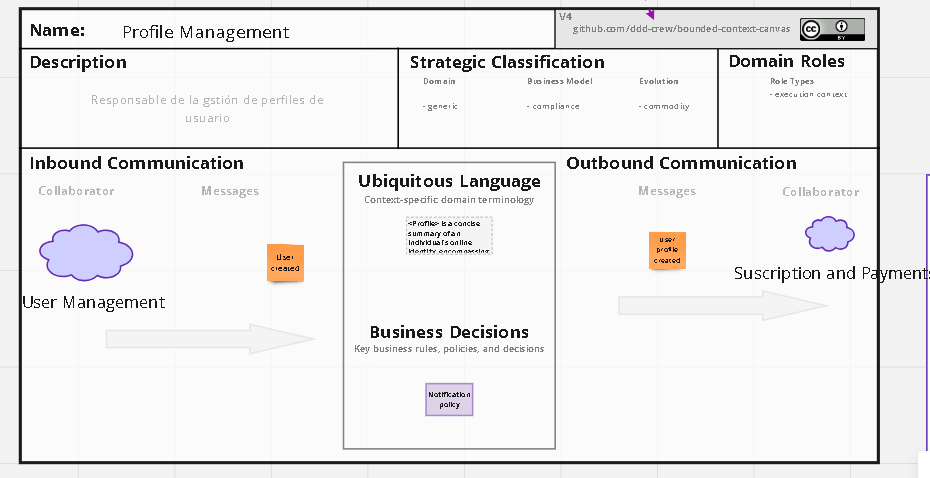 Name: Profile Management
V4
github.com/ddd-crew/bounded-context-canvas
cc
BY
Description
Responsable de la gstión de perfiles de
usuario
Strategic Classification
Domain Business Model Evolution
- generic - compliance - commodity
Domain Roles
Role Types
- execution context
Inbound Communication
Collaborator Messages
User
created
User Management
Ubiquitous Language
Context-specific domain terminology
<Profile> is a concise
summary of an
individual's online
identity, encompassing
Business Decisions
Key business rules, policies, and decisions
Notification
policy
Outbound Communication
Messages Collaborator
User
profile
created
Suscription and Payments